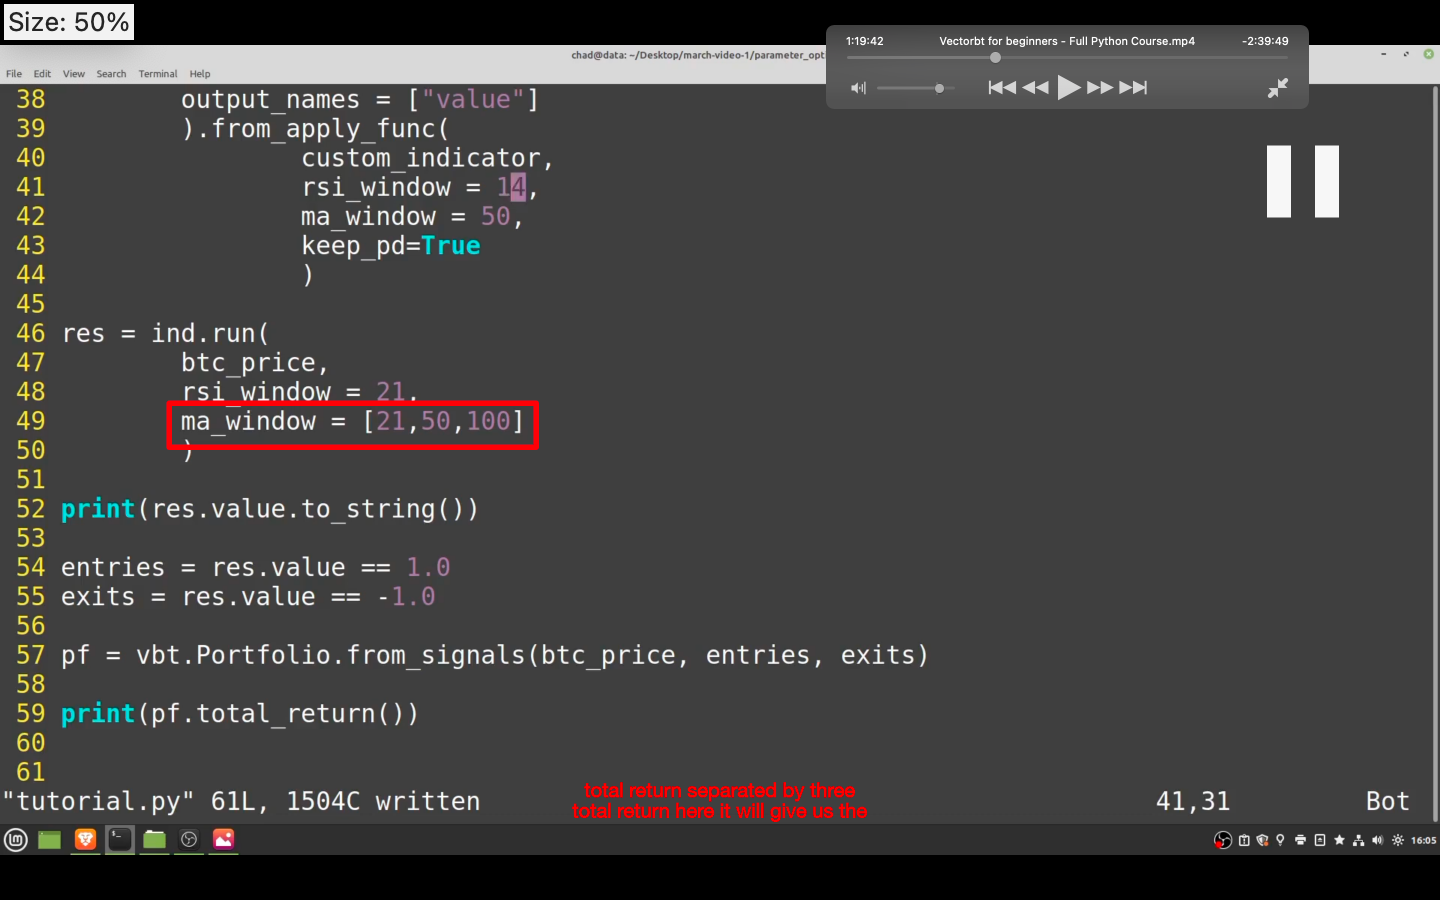 Size: 50%
chad@data: ~/Desktop/march-video-1/parameter_opt
1:19:42 Vectorbt for beginners - Full Python Course.mp4 -2:39:49
File Edit View Search Terminal Help
38 output_names = ["value"]
39 ).from_apply_func(
40 custom_indicator,
41 rsi_window = 14,
42 ma_window = 50,
43 keep_pd=True
44 )
45
46 res = ind.run(
47 btc_price,
48 rsi_window = 21,
49 ma_window = [21,50,100]
50 )
51
52 print(res.value.to_string())
53
54 entries = res.value == 1.0
55 exits = res.value == -1.0
56
57 pf = vbt.Portfolio.from_signals(btc_price, entries, exits)
58
59 print(pf.total_return())
60
61
total return separated by three
total return here it will give us the
"tutorial.py" 61L, 1504C written 41,31 Bot
16:05